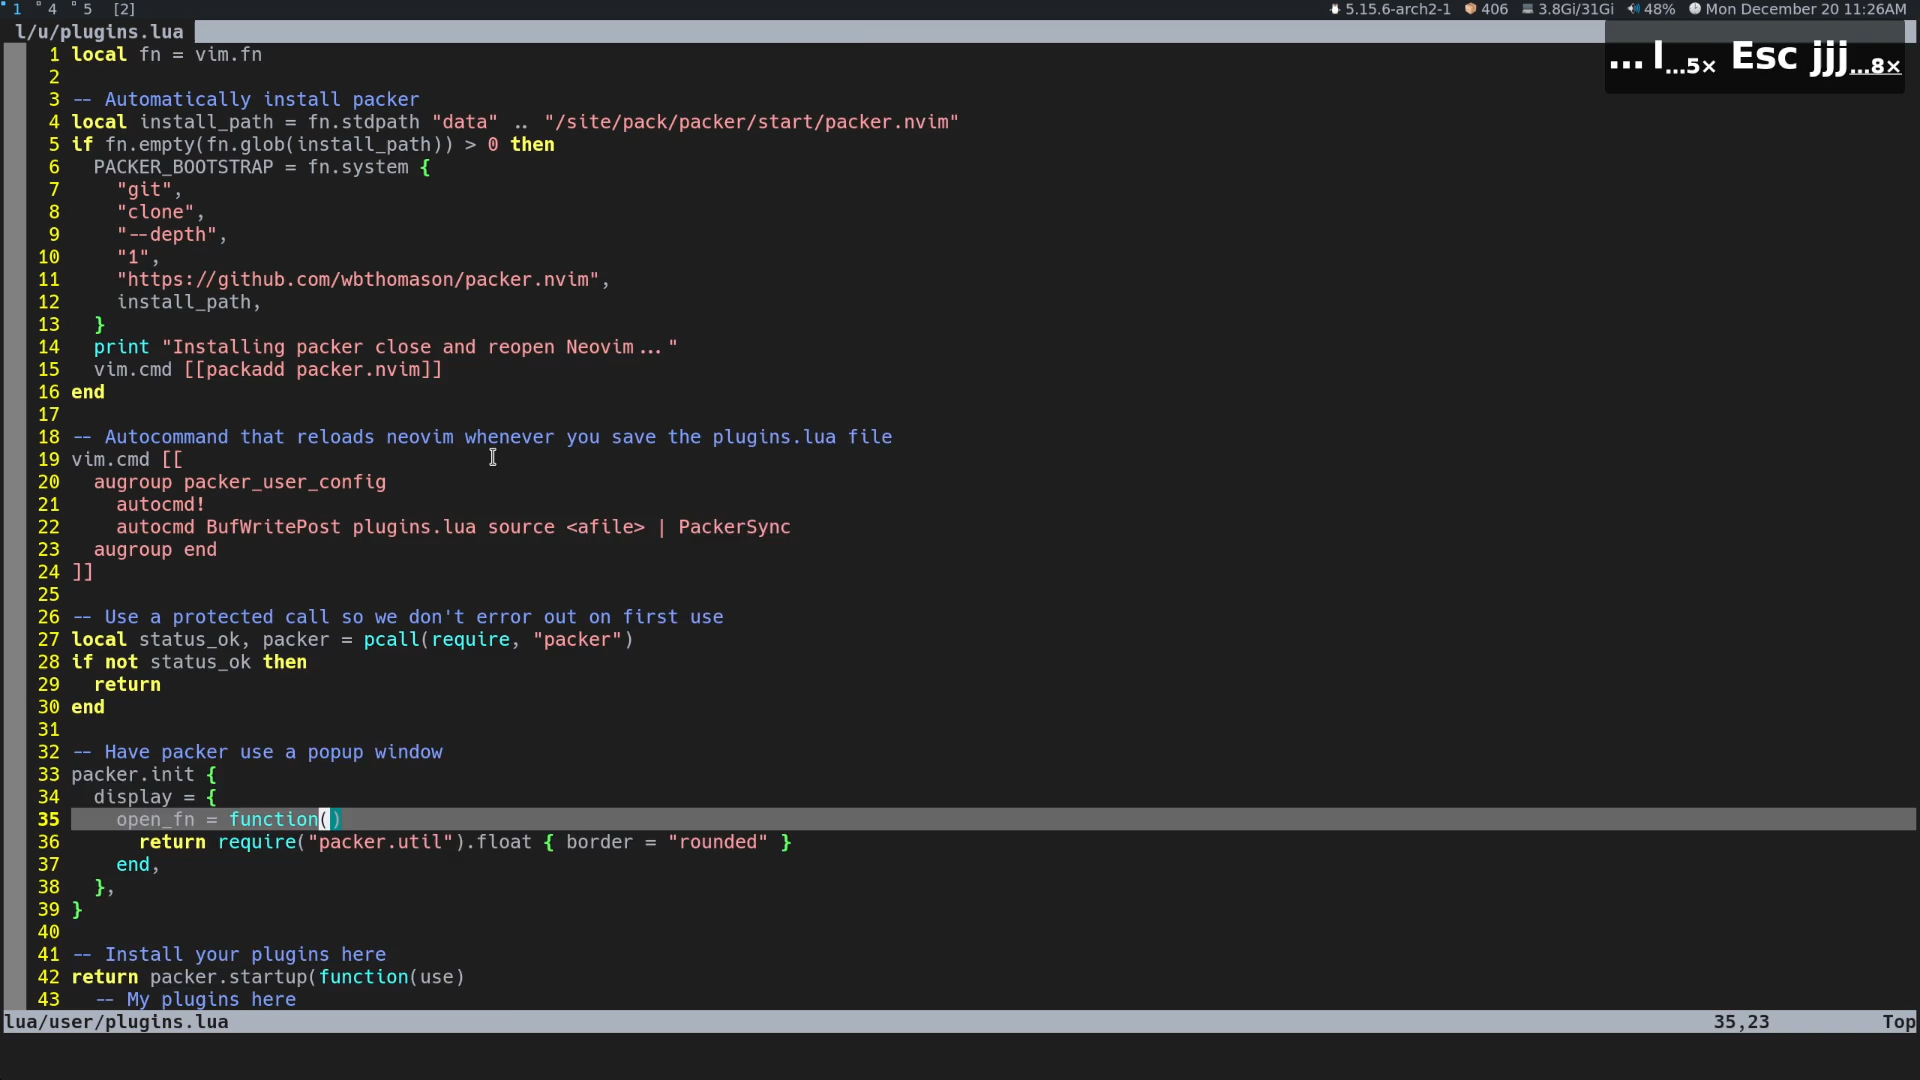 1 4 5 [2] 5.15.6-arch2-1 406 3.8Gi/31Gi 48% Mon December 20 11:26AM
l/u/plugins.lua
... l...5× Esc jjj...8×
1 local fn = vim.fn
2
3 -- Automatically install packer
4 local install_path = fn.stdpath "data" .. "/site/pack/packer/start/packer.nvim"
5 if fn.empty(fn.glob(install_path)) > 0 then
6   PACKER_BOOTSTRAP = fn.system {
7     "git",
8     "clone",
9     "--depth",
10     "1",
11     "https://github.com/wbthomason/packer.nvim",
12     install_path,
13   }
14   print "Installing packer close and reopen Neovim..."
15   vim.cmd [[packadd packer.nvim]]
16 end
17
18 -- Autocommand that reloads neovim whenever you save the plugins.lua file
19 vim.cmd [[
20   augroup packer_user_config
21     autocmd!
22     autocmd BufWritePost plugins.lua source <afile> | PackerSync
23   augroup end
24 ]]
25
26 -- Use a protected call so we don't error out on first use
27 local status_ok, packer = pcall(require, "packer")
28 if not status_ok then
29   return
30 end
31
32 -- Have packer use a popup window
33 packer.init {
34   display = {
35     open_fn = function()
36       return require("packer.util").float { border = "rounded" }
37     end,
38   },
39 }
40
41 -- Install your plugins here
42 return packer.startup(function(use)
43   -- My plugins here
lua/user/plugins.lua 35,23 Top